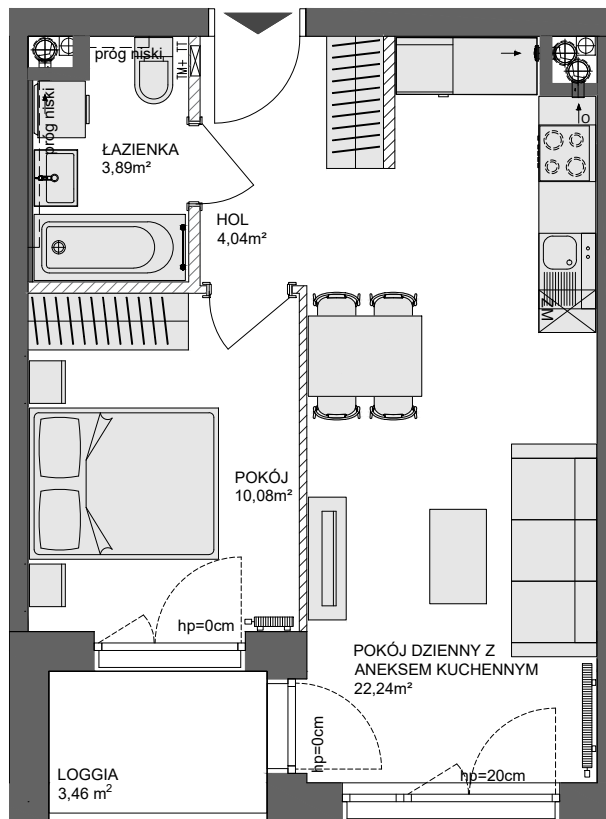 próg niski
TM+ TT
próg niski
ŁAZIENKA
3,89m²
O
HOL
4,04m²
ZM
POKÓJ
10,08m²
hp=0cm
POKÓJ DZIENNY Z
ANEKSEM KUCHENNYM
22,24m²
hp=0cm
hp=20cm
LOGGIA
3,46 m²